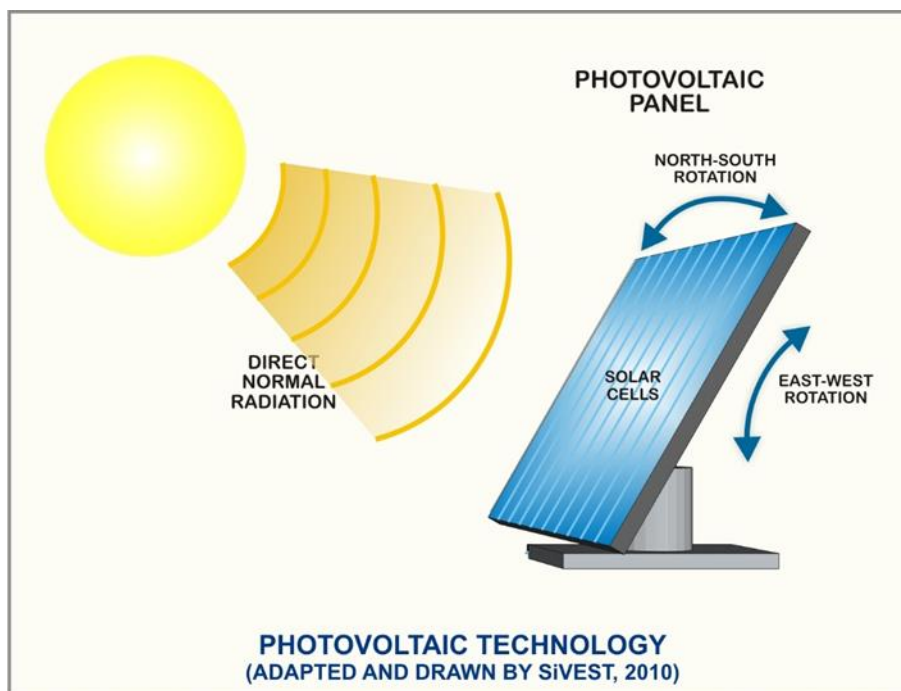 PHOTOVOLTAIC
PANEL
NORTH-SOUTH
ROTATION
DIRECT
NORMAL
RADIATION
SOLAR
CELLS
EAST-WEST
ROTATION
PHOTOVOLTAIC TECHNOLOGY
(ADAPTED AND DRAWN BY SiVEST, 2010)